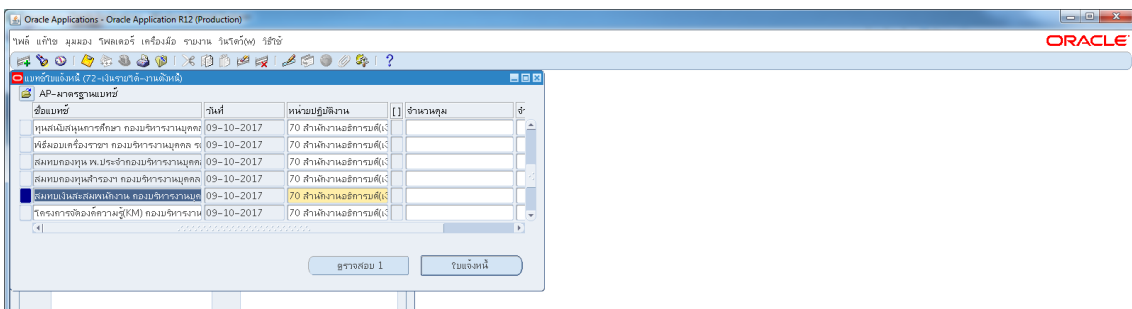 Oracle Applications - Oracle Application R12 (Production)
ไฟล์ แก้ไข มุมมอง โฟลเดอร์ เครื่องมือ รายงาน วินโดว์(W) วิธีใช้
ORACLE
แบทช์ใบแจ้งหนี้ (72-เงินรายได้-งานตั้งหนี้)
AP-มาตรฐานแบทช์
ชื่อแบทช์ วันที่ หน่วยปฏิบัติงาน [ ] จำนวนคุม จำ
ทุนสนับสนุนการศึกษา กองบริหารงานบุคคล 09-10-2017 70 สำนักงานอธิการบดี(เงิ
พิธีมอบเครื่องราชฯ กองบริหารงานบุคคล รา 09-10-2017 70 สำนักงานอธิการบดี(เงิ
สมทบกองทุน พ.ประจำกองบริหารงานบุคคล 09-10-2017 70 สำนักงานอธิการบดี(เงิ
สมทบกองทุนสำรองฯ กองบริหารงานบุคคล 09-10-2017 70 สำนักงานอธิการบดี(เงิ
สมทบเงินสะสมพนักงาน กองบริหารงานบุค 09-10-2017 70 สำนักงานอธิการบดี(เงิ
โครงการจัดองค์ความรู้(KM) กองบริหารงาน 09-10-2017 70 สำนักงานอธิการบดี(เงิ
ตรวจสอบ 1 ใบแจ้งหนี้